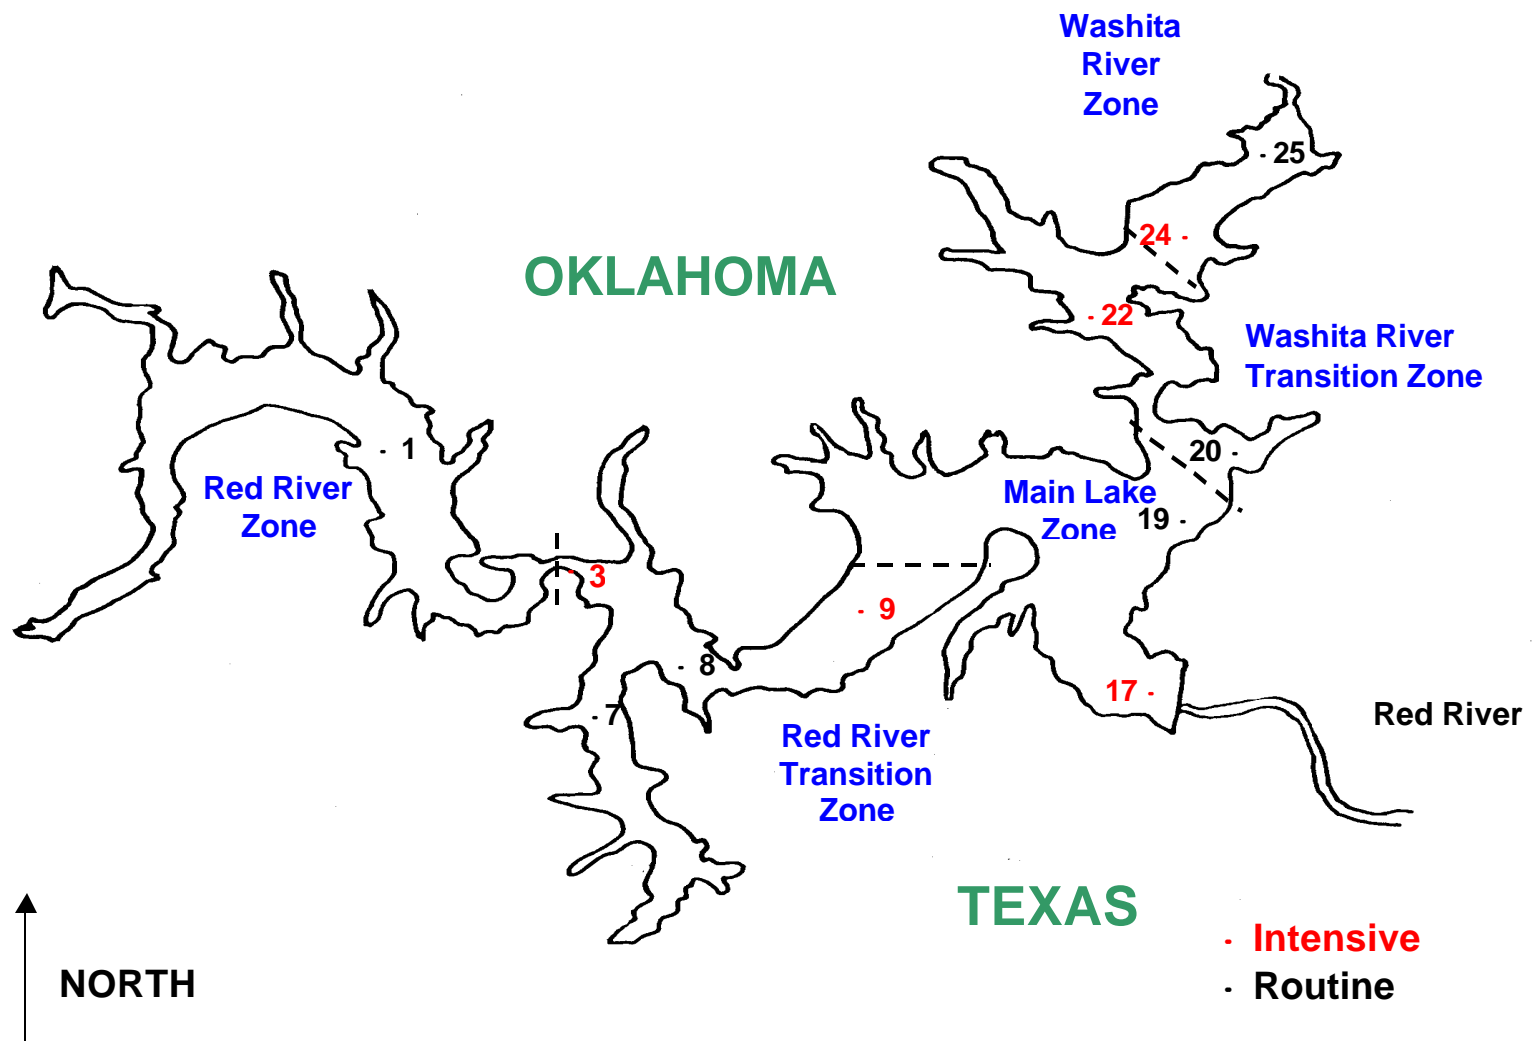 Washita
River
Zone
25
24
OKLAHOMA
22
Washita River
Transition Zone
1
20
Red River
Zone
Main Lake
Zone
19
3
9
8
17
7
Red River
Red River
Transition
Zone
TEXAS
Intensive
NORTH
Routine